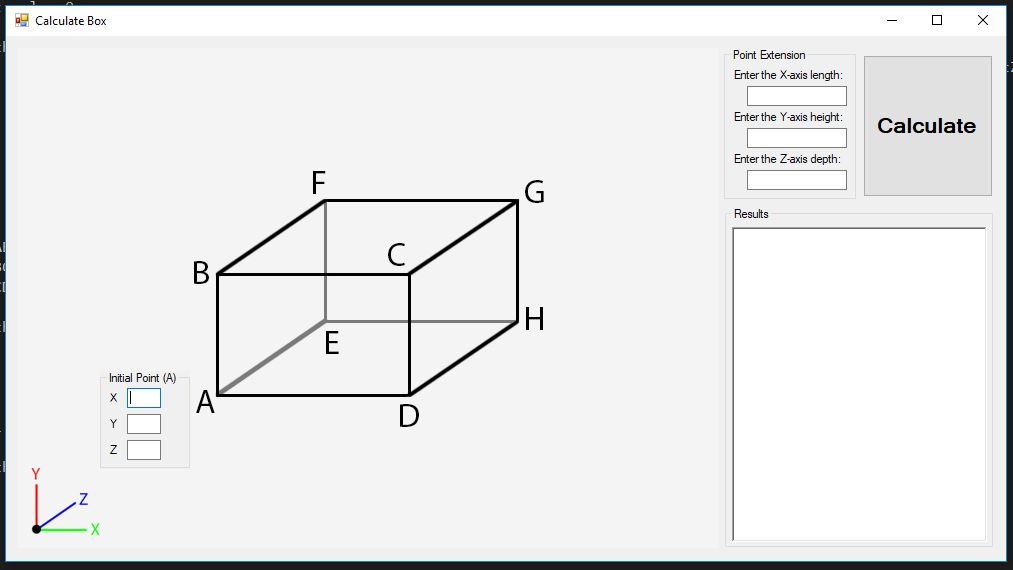 Calculate Box
Point Extension
Enter the X-axis length:
Enter the Y-axis height:
Enter the Z-axis depth:
Calculate
Results
F
G
B
C
E
H
A
D
Initial Point (A)
X
Y
Z
Y
Z
X